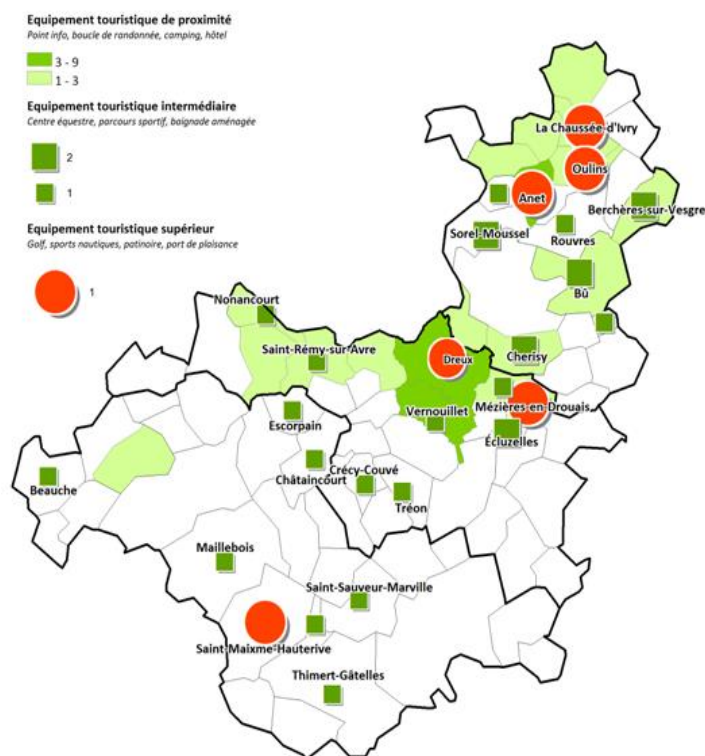 Equipement touristique de proximité
Point info, boucle de randonnée, camping, hôtel
3 - 9
1 - 3
Equipement touristique intermédiaire
Centre équestre, parcours sportif, baignade aménagée
2
1
Equipement touristique supérieur
Golf, sports nautiques, patinoire, port de plaisance
1
La Chaussée-d'Ivry
Oulins
Anet
Berchères-sur-Vesgre
Sorel-Moussel
Rouvres
Bû
Nonancourt
Saint-Rémy-sur-Avre
Dreux
Cherisy
Mézières-en-Drouais
Vernouillet
Escorpain
Écluzelles
Crécy-Couvé
Châtaincourt
Beauche
Tréon
Maillebois
Saint-Sauveur-Marville
Saint-Maixme-Hauterive
Thimert-Gâtelles